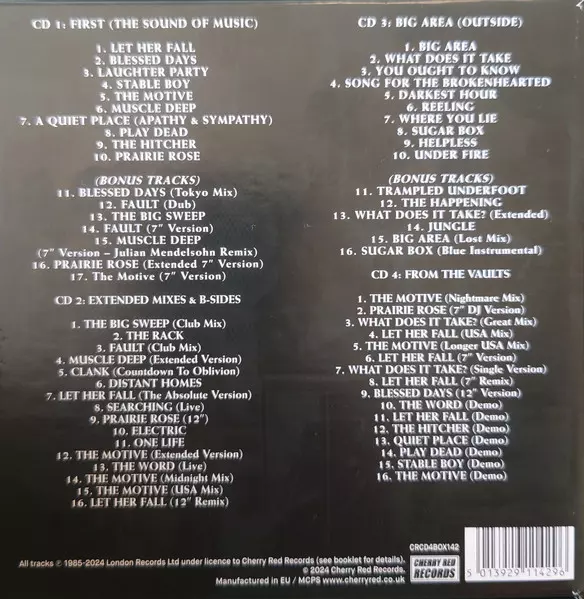 CD 1: FIRST (THE SOUND OF MUSIC)
1. LET HER FALL
2. BLESSED DAYS
3. LAUGHTER PARTY
4. STABLE BOY
5. THE MOTIVE
6. MUSCLE DEEP
7. A QUIET PLACE (APATHY & SYMPATHY)
8. PLAY DEAD
9. THE HITCHER
10. PRAIRIE ROSE
(BONUS TRACKS)
11. BLESSED DAYS (Tokyo Mix)
12. FAULT (Dub)
13. THE BIG SWEEP
14. FAULT (7" Version)
15. MUSCLE DEEP
(7" Version – Julian Mendelsohn Remix)
16. PRAIRIE ROSE (Extended 7" Version)
17. The Motive (7" Version)
CD 2: EXTENDED MIXES & B-SIDES
1. THE BIG SWEEP (Club Mix)
2. THE RACK
3. FAULT (Club Mix)
4. MUSCLE DEEP (Extended Version)
5. CLANK (Countdown To Oblivion)
6. DISTANT HOMES
7. LET HER FALL (The Absolute Version)
8. SEARCHING (Live)
9. PRAIRIE ROSE (12")
10. ELECTRIC
11. ONE LIFE
12. THE MOTIVE (Extended Version)
13. THE WORD (Live)
14. THE MOTIVE (Midnight Mix)
15. THE MOTIVE (USA Mix)
16. LET HER FALL (12" Remix)
CD 3: BIG AREA (OUTSIDE)
1. BIG AREA
2. WHAT DOES IT TAKE
3. YOU OUGHT TO KNOW
4. SONG FOR THE BROKENHEARTED
5. DARKEST HOUR
6. REELING
7. WHERE YOU LIE
8. SUGAR BOX
9. HELPLESS
10. UNDER FIRE
(BONUS TRACKS)
11. TRAMPLED UNDERFOOT
12. THE HAPPENING
13. WHAT DOES IT TAKE? (Extended)
14. JUNGLE
15. BIG AREA (Lost Mix)
16. SUGAR BOX (Blue Instrumental)
CD 4: FROM THE VAULTS
1. THE MOTIVE (Nightmare Mix)
2. PRAIRIE ROSE (7" DJ Version)
3. WHAT DOES IT TAKE? (Great Mix)
4. LET HER FALL (USA Mix)
5. THE MOTIVE (Longer USA Mix)
6. LET HER FALL (7" Version)
7. WHAT DOES IT TAKE? (Single Version)
8. LET HER FALL (7" Remix)
9. BLESSED DAYS (12" Version)
10. THE WORD (Demo)
11. LET HER FALL (Demo)
12. THE HITCHER (Demo)
13. QUIET PLACE (Demo)
14. PLAY DEAD (Demo)
15. STABLE BOY (Demo)
16. THE MOTIVE (Demo)
All tracks ℗ 1985-2024 London Records Ltd under licence to Cherry Red Records (see booklet for details).
© 2024 Cherry Red Records.
Manufactured in EU / MCPS www.cherryred.co.uk
CRCD4BOX142
CHERRY RED
RECORDS
5 013929 114296